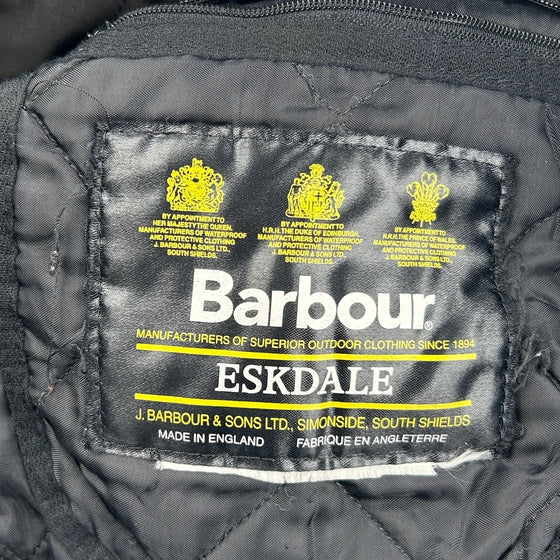 BY APPOINTMENT TO
HER MAJESTY THE QUEEN.
MANUFACTURERS OF WATERPROOF
AND PROTECTIVE CLOTHING
J. BARBOUR & SONS LTD.,
SOUTH SHIELDS.
BY APPOINTMENT TO
H.R.H. THE DUKE OF EDINBURGH.
MANUFACTURERS OF WATERPROOF
AND PROTECTIVE CLOTHING
J. BARBOUR & SONS LTD.,
SOUTH SHIELDS.
BY APPOINTMENT TO
H.R.H. THE PRINCE OF WALES.
MANUFACTURERS OF WATERPROOF
AND PROTECTIVE CLOTHING
J. BARBOUR & SONS LTD.,
SOUTH SHIELDS.
Barbour®
MANUFACTURERS OF SUPERIOR OUTDOOR CLOTHING SINCE 1894
ESKDALE
J. BARBOUR & SONS LTD., SIMONSIDE, SOUTH SHIELDS
MADE IN ENGLAND FABRIQUE EN ANGLETERRE